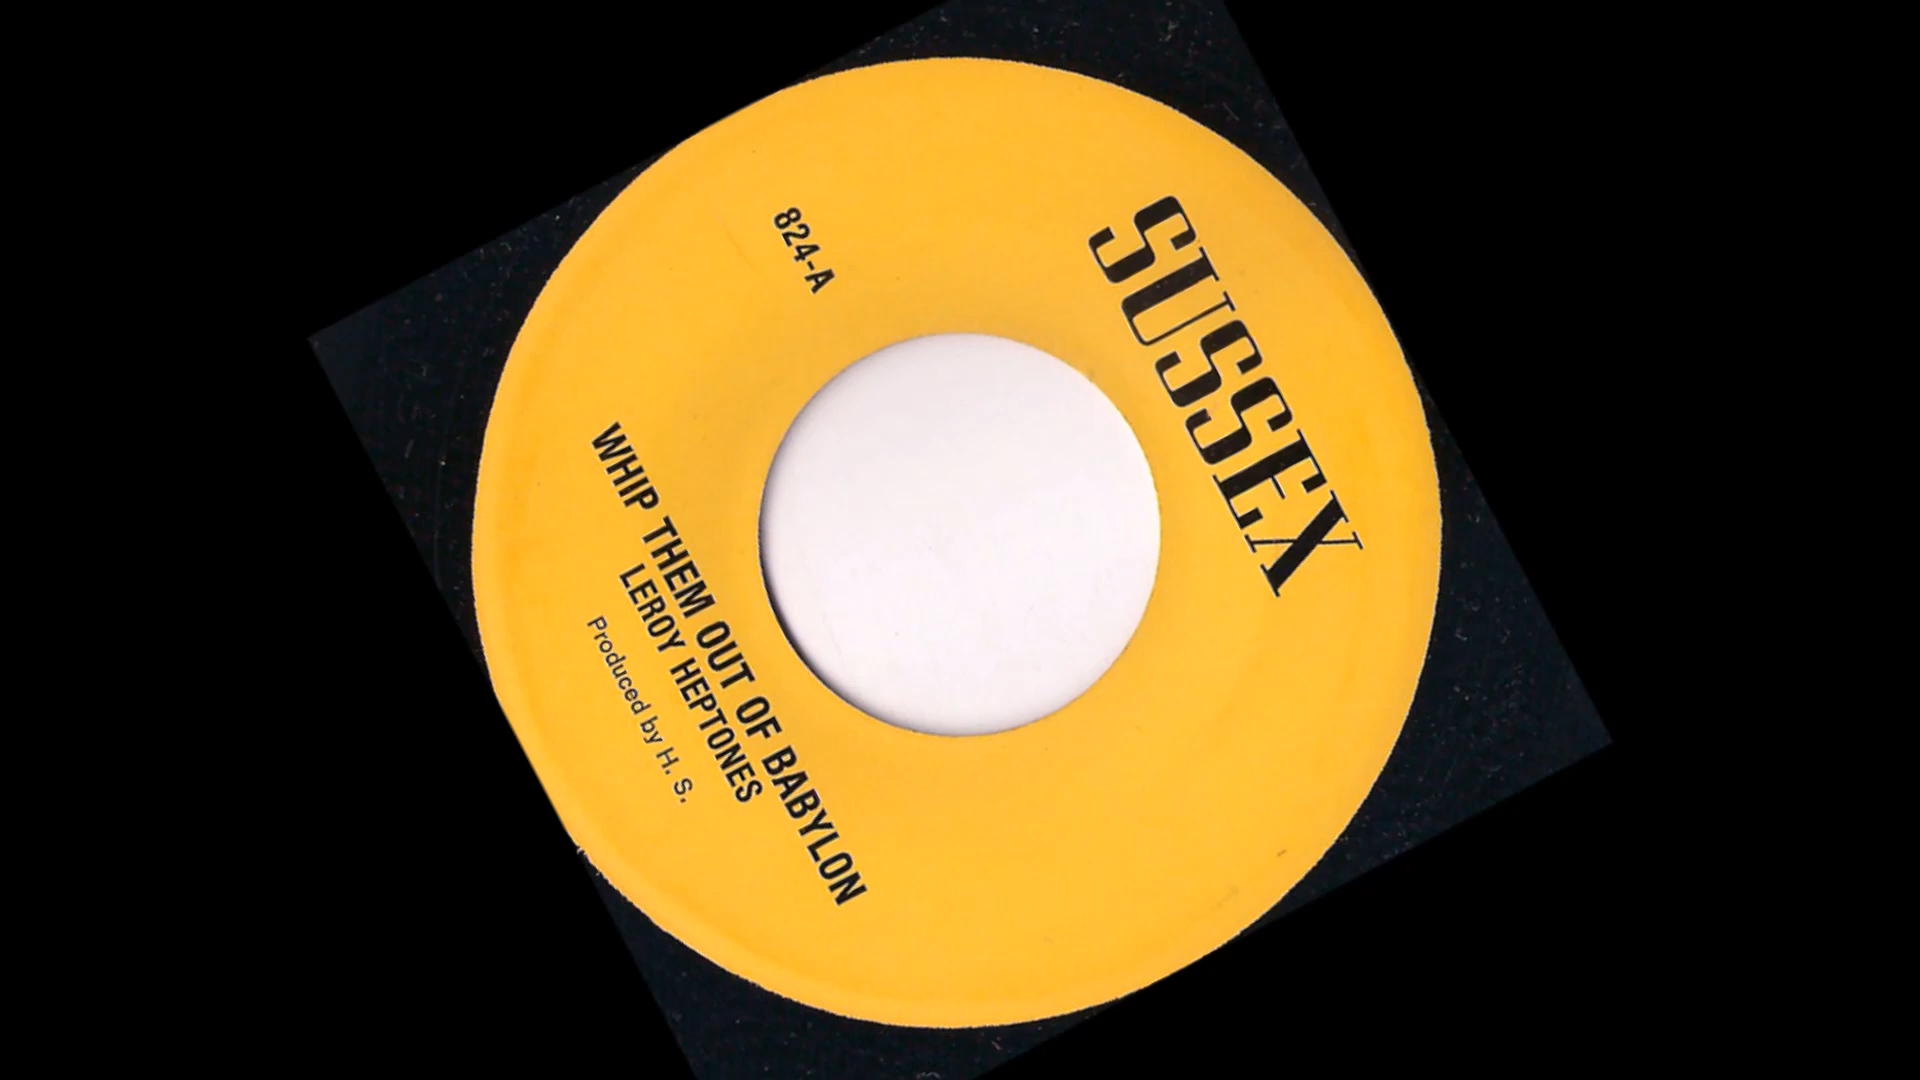 SUSSEX
824-A
WHIP THEM OUT OF BABYLON
LEROY HEPTONES
Produced by H. S.